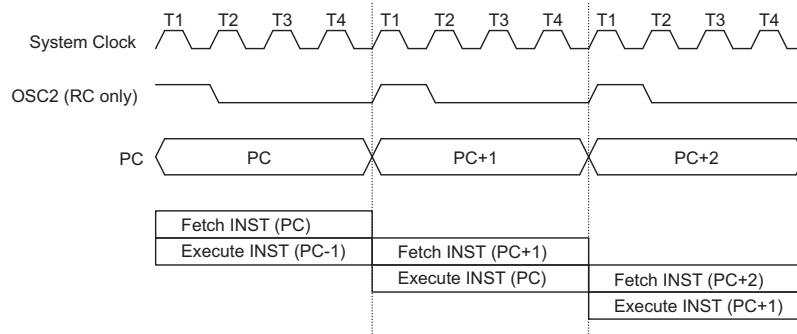 T1 T2 T3 T4 T1 T2 T3 T4 T1 T2 T3 T4
System Clock
OSC2 (RC only)
PC PC PC+1 PC+2
Fetch INST (PC)
Execute INST (PC-1) Fetch INST (PC+1)
Execute INST (PC) Fetch INST (PC+2)
Execute INST (PC+1)